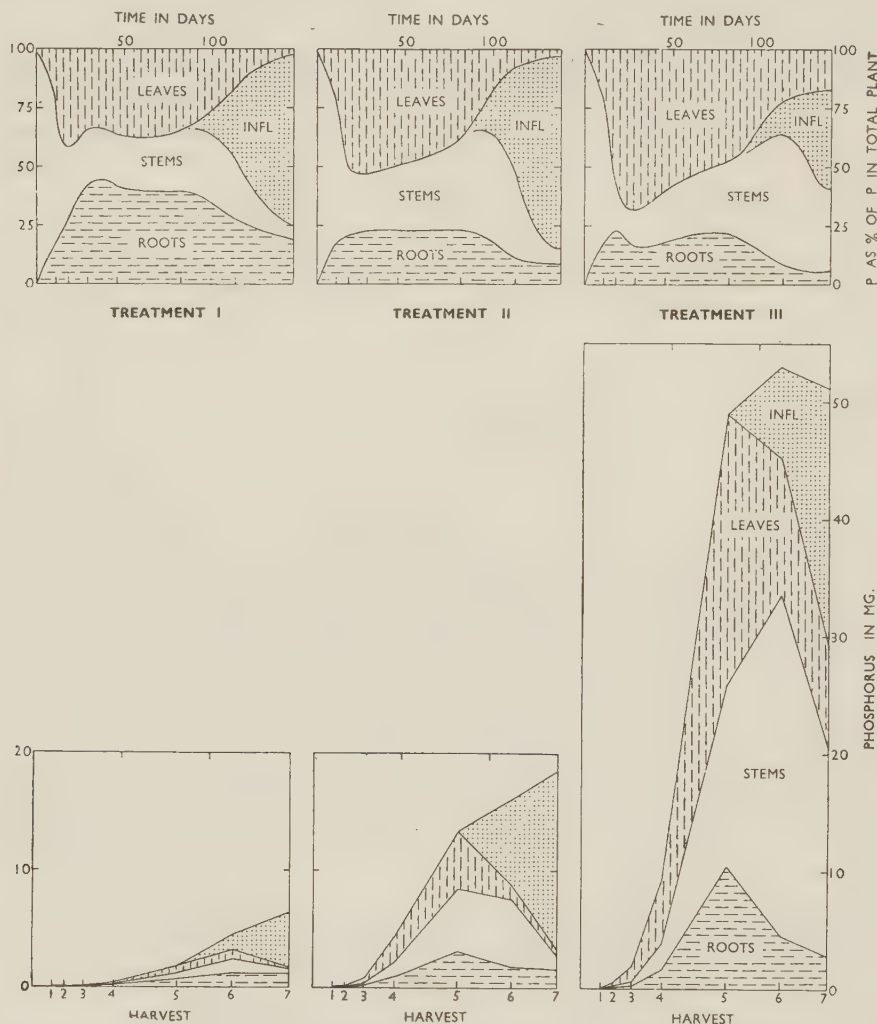 TIME IN DAYS TIME IN DAYS TIME IN DAYS
50 100 50 100 50 100
100 100
LEAVES LEAVES LEAVES
75 75
INFL INFL INFL
STEMS STEMS STEMS
50 50
25 25
ROOTS ROOTS ROOTS
0 0
P AS % OF P IN TOTAL PLANT
TREATMENT I TREATMENT II TREATMENT III
INFL
50
LEAVES
40
30
PHOSPHORUS IN MG.
20 20
STEMS
10 10
ROOTS
0 0
1 2 3 4 5 6 7 1 2 3 4 5 6 7 1 2 3 4 5 6 7
HARVEST HARVEST HARVEST